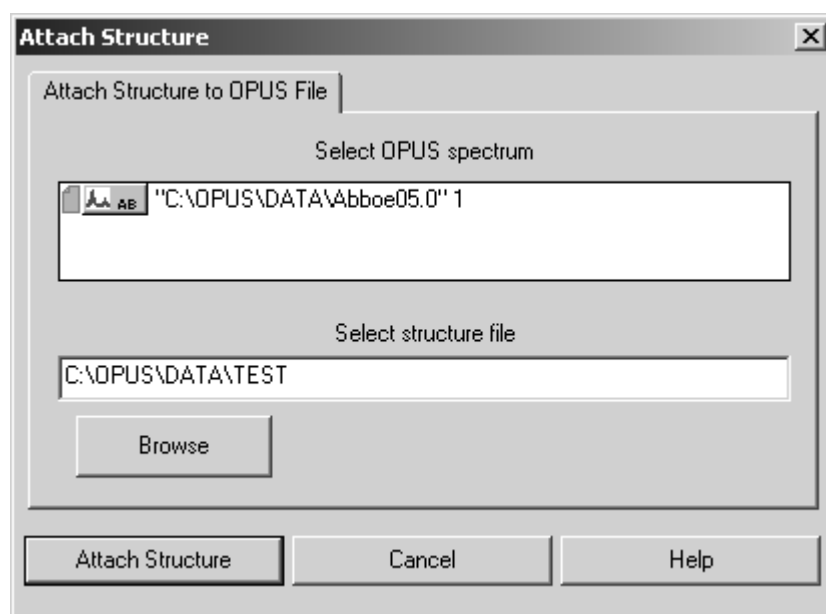 Attach Structure
Attach Structure to OPUS File
Select OPUS spectrum
AB "C:\OPUS\DATA\Abboe05.0" 1
Select structure file
C:\OPUS\DATA\TEST
Browse
Attach Structure Cancel Help